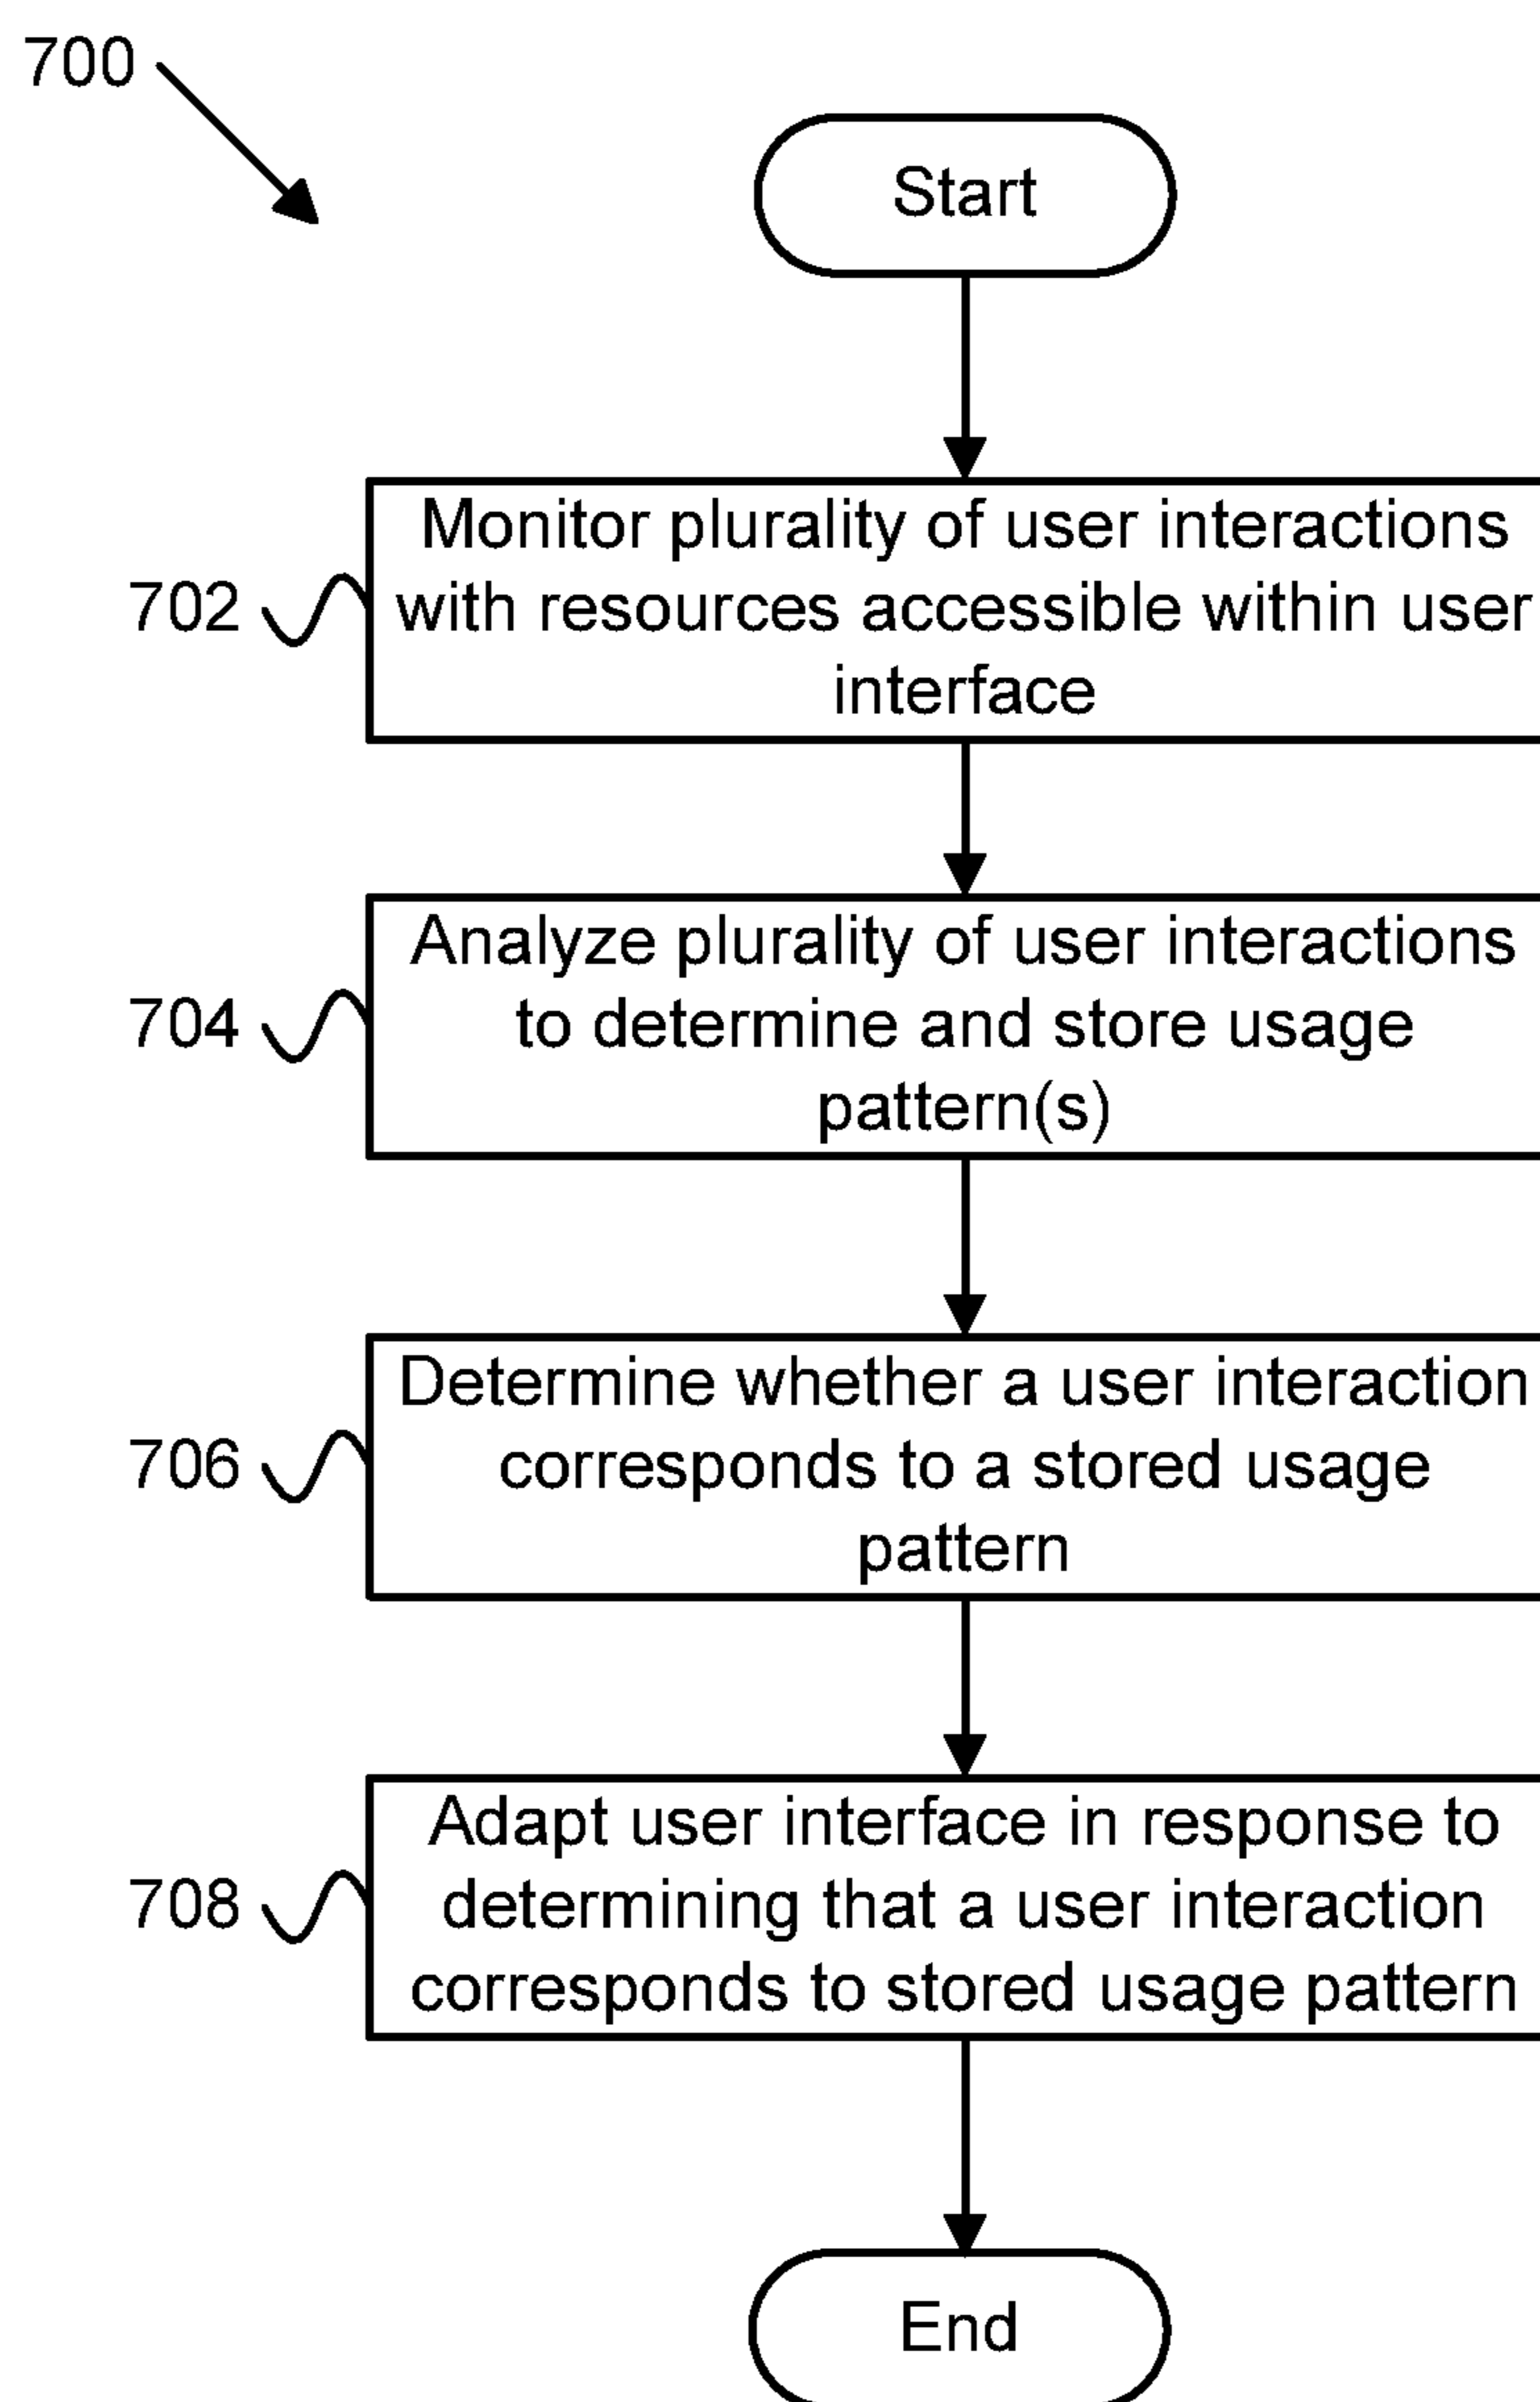 700
Start
Monitor plurality of user interactions
702
with resources accessible within user
interface
Analyze plurality of user interactions
704
to determine and store usage
pattern(s)
Determine whether a user interaction
706
corresponds to a stored usage
pattern
Adapt user interface in response to
708
determining that a user interaction
corresponds to stored usage pattern
End